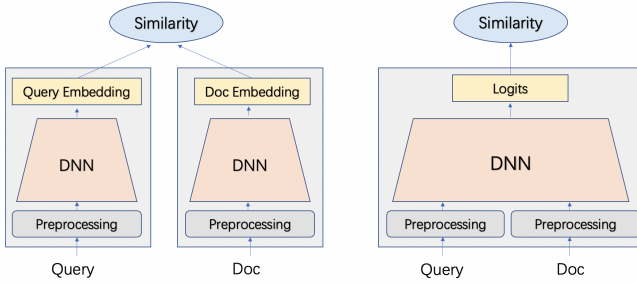 Similarity
Similarity
Query Embedding
Doc Embedding
Logits
DNN
DNN
DNN
Preprocessing
Preprocessing
Preprocessing
Preprocessing
Query
Doc
Query
Doc